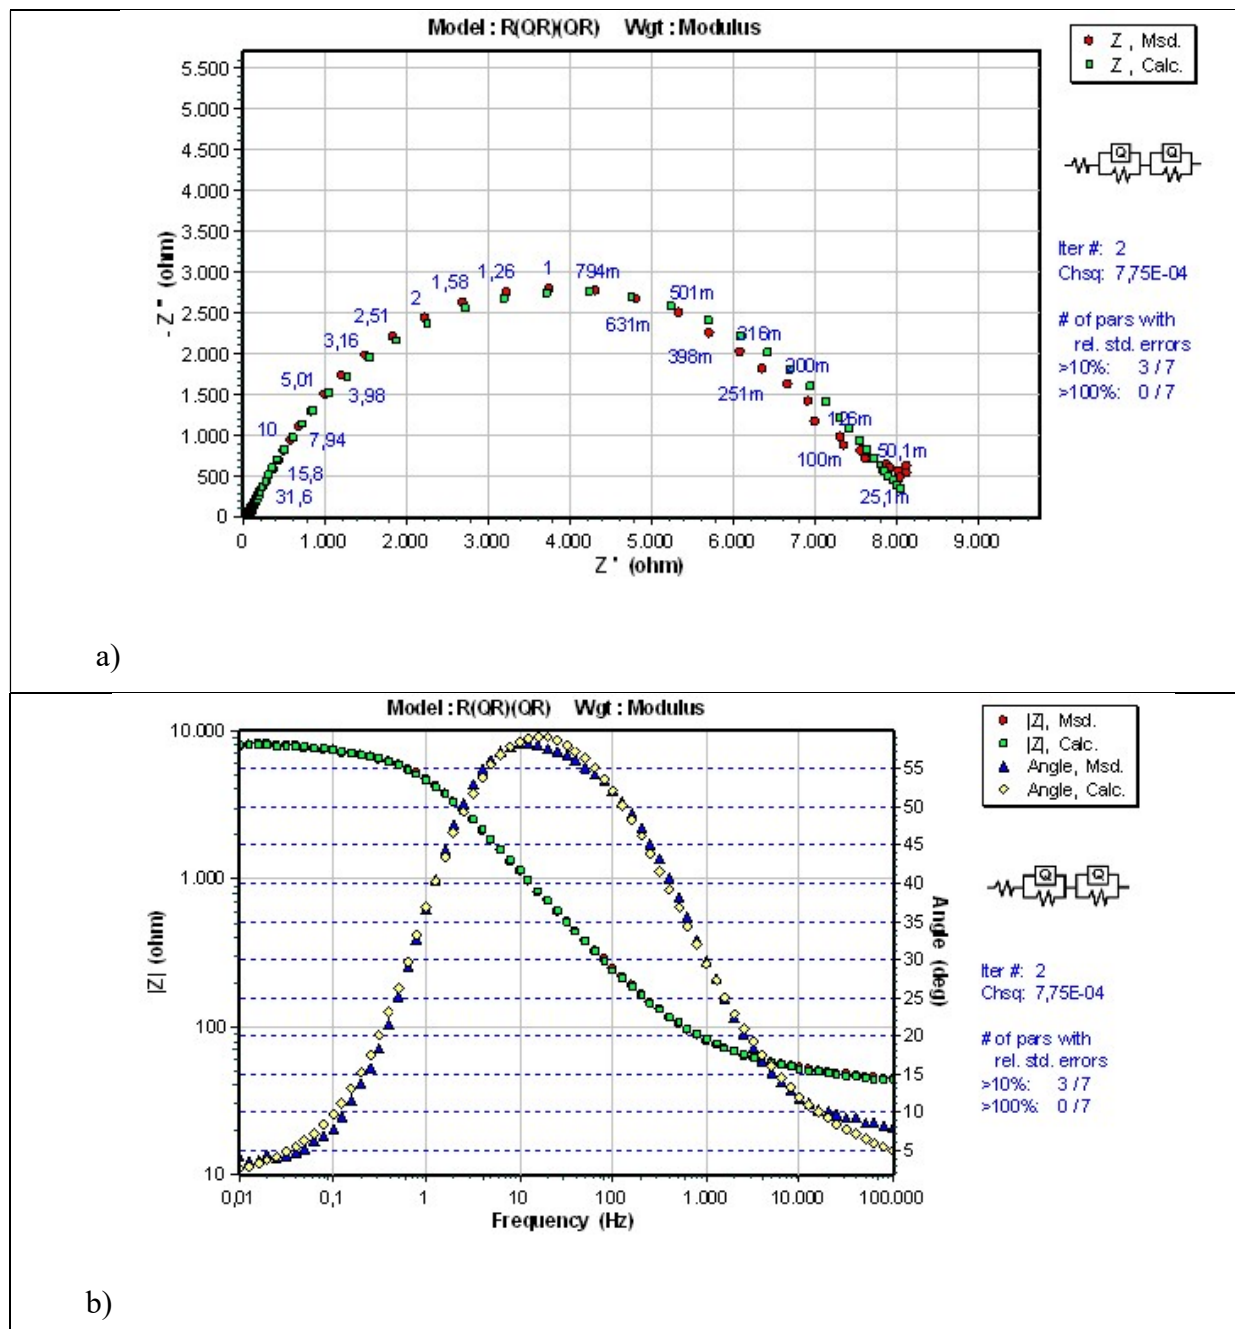 Model : R(QR)(QR) Wgt : Modulus
Z , Msd.
Z , Calc.
Q Q
Iter #: 2
Chsq: 7,75E-04
# of pars with
rel. std. errors
>10%: 3 / 7
>100%: 0 / 7
- Z '' (ohm)
5.500
5.000
4.500
4.000
3.500
3.000
2.500
2.000
1.500
1.000
500
0
1,58 1,26 1 794m
2 501m
2,51 631m 316m
3,16 398m 200m
5,01 3,98 251m
10 7,94 126m
15,8 100m 50,1m
31,6 25,1m
0 1.000 2.000 3.000 4.000 5.000 6.000 7.000 8.000 9.000
Z ' (ohm)
a)
Model : R(QR)(QR) Wgt : Modulus
|Z|, Msd.
|Z|, Calc.
Angle, Msd.
Angle, Calc.
Q Q
Iter #: 2
Chsq: 7,75E-04
# of pars with
rel. std. errors
>10%: 3 / 7
>100%: 0 / 7
|Z| (ohm)
10.000
1.000
100
10
55
50
45
40
35
30
25
20
15
10
5
Angle (deg)
0,01 0,1 1 10 100 1.000 10.000 100.000
Frequency (Hz)
b)